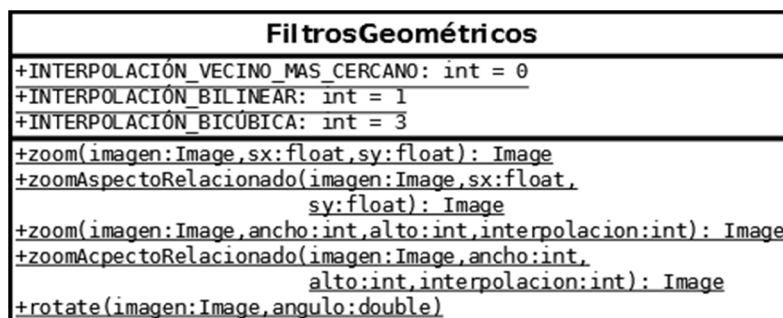 FiltrosGeométricos
+INTERPOLACIÓN_VECINO_MAS_CERCANO: int = 0
+INTERPOLACIÓN_BILINEAR: int = 1
+INTERPOLACIÓN_BICÚBICA: int = 3
+zoom(imagen:Image,sx:float,sy:float): Image
+zoomAspectoRelacionado(imagen:Image,sx:float,
sy:float): Image
+zoom(imagen:Image,ancho:int,alto:int,interpolacion:int): Image
+zoomAcpectoRelacionado(imagen:Image,ancho:int,
alto:int,interpolacion:int): Image
+rotate(imagen:Image,angulo:double)